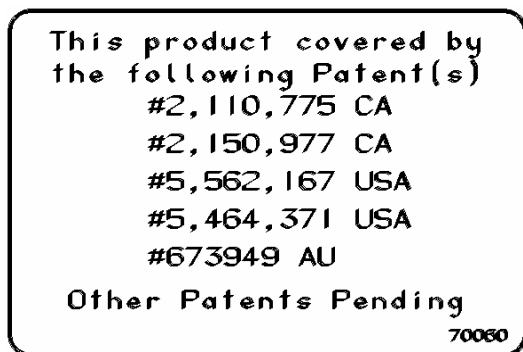 This product covered by
the following Patent(s)
#2,110,775 CA
#2,150,977 CA
#5,562,167 USA
#5,464,371 USA
#673949 AU
Other Patents Pending
70060